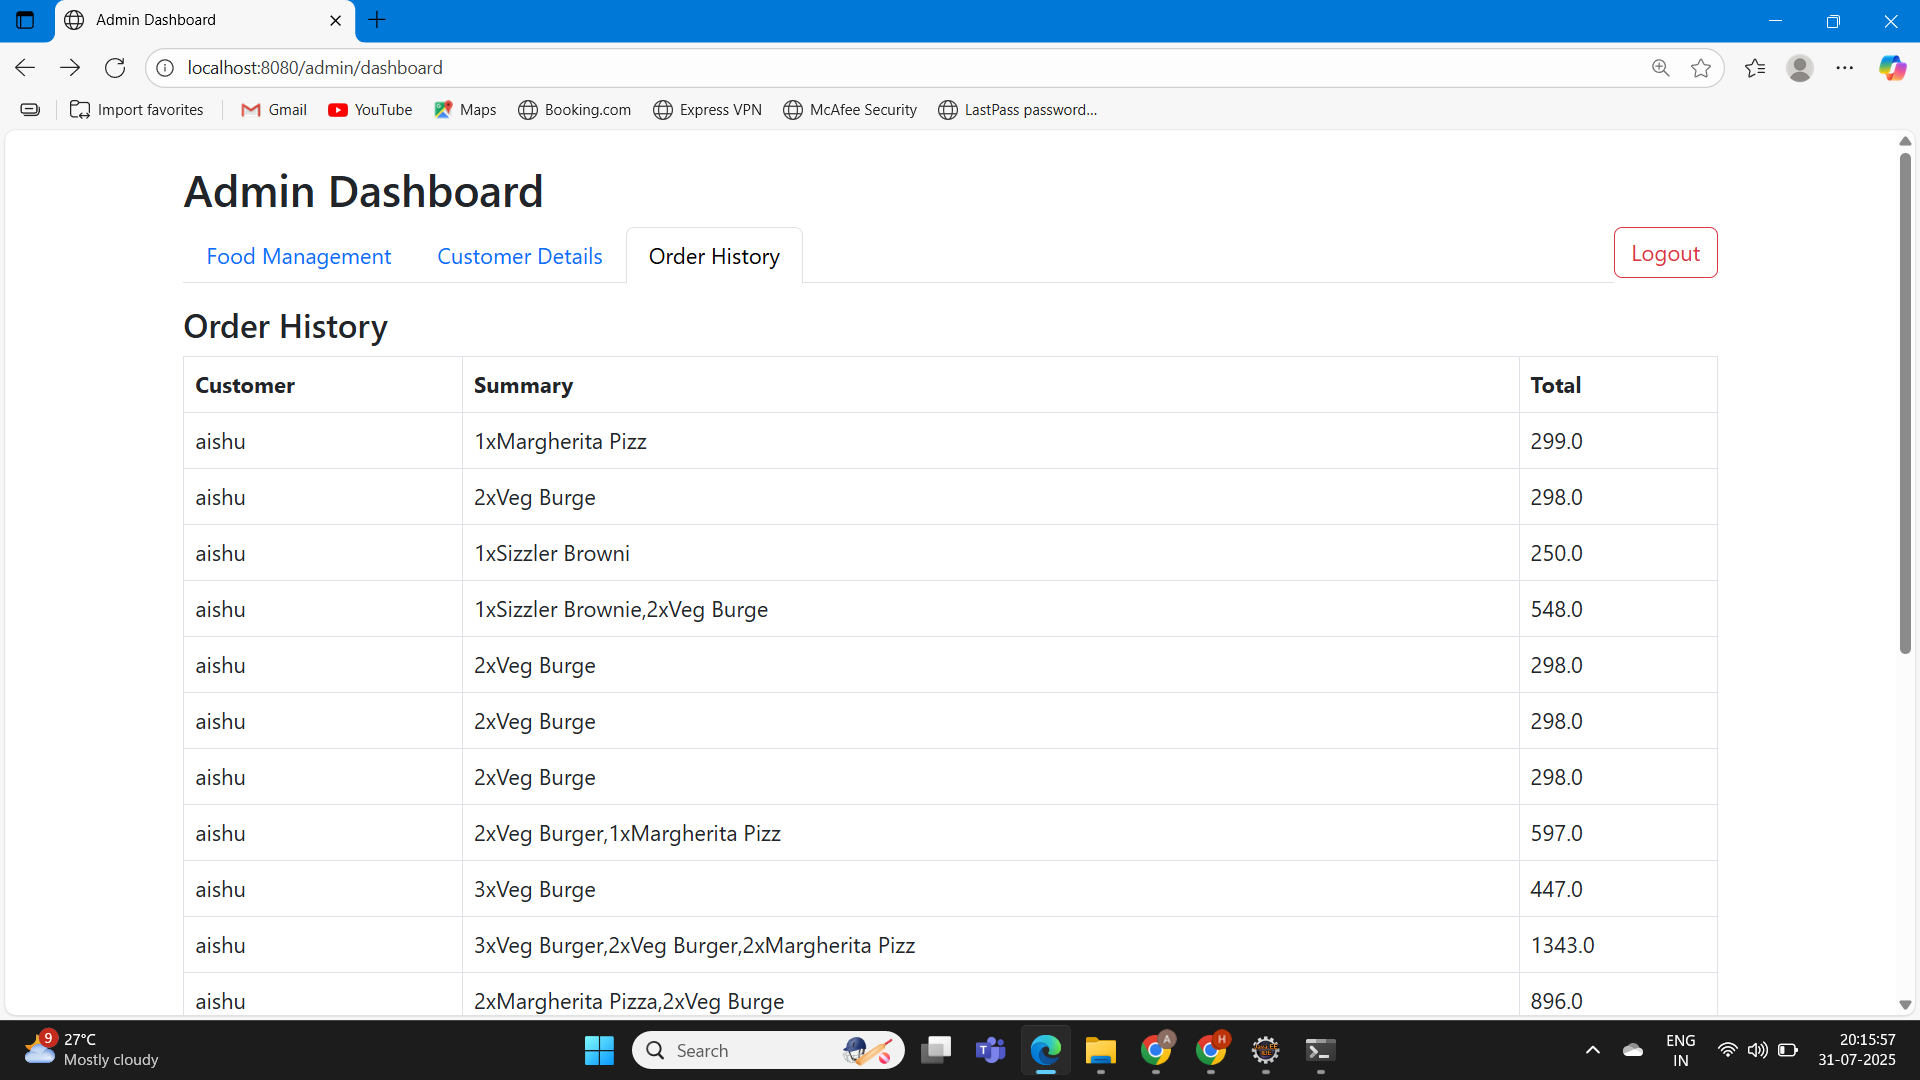 Admin Dashboard
localhost:8080/admin/dashboard
Import favorites Gmail YouTube Maps Booking.com Express VPN McAfee Security LastPass password...
Admin Dashboard
Food Management Customer Details Order History Logout
Order History
Customer Summary Total
aishu 1xMargherita Pizz 299.0
aishu 2xVeg Burge 298.0
aishu 1xSizzler Browni 250.0
aishu 1xSizzler Brownie,2xVeg Burge 548.0
aishu 2xVeg Burge 298.0
aishu 2xVeg Burge 298.0
aishu 2xVeg Burge 298.0
aishu 2xVeg Burger,1xMargherita Pizz 597.0
aishu 3xVeg Burge 447.0
aishu 3xVeg Burger,2xVeg Burger,2xMargherita Pizz 1343.0
aishu 2xMargherita Pizza,2xVeg Burge 896.0
9 27°C
Mostly cloudy
Search
A
H
ENG
IN
20:15:57
31-07-2025